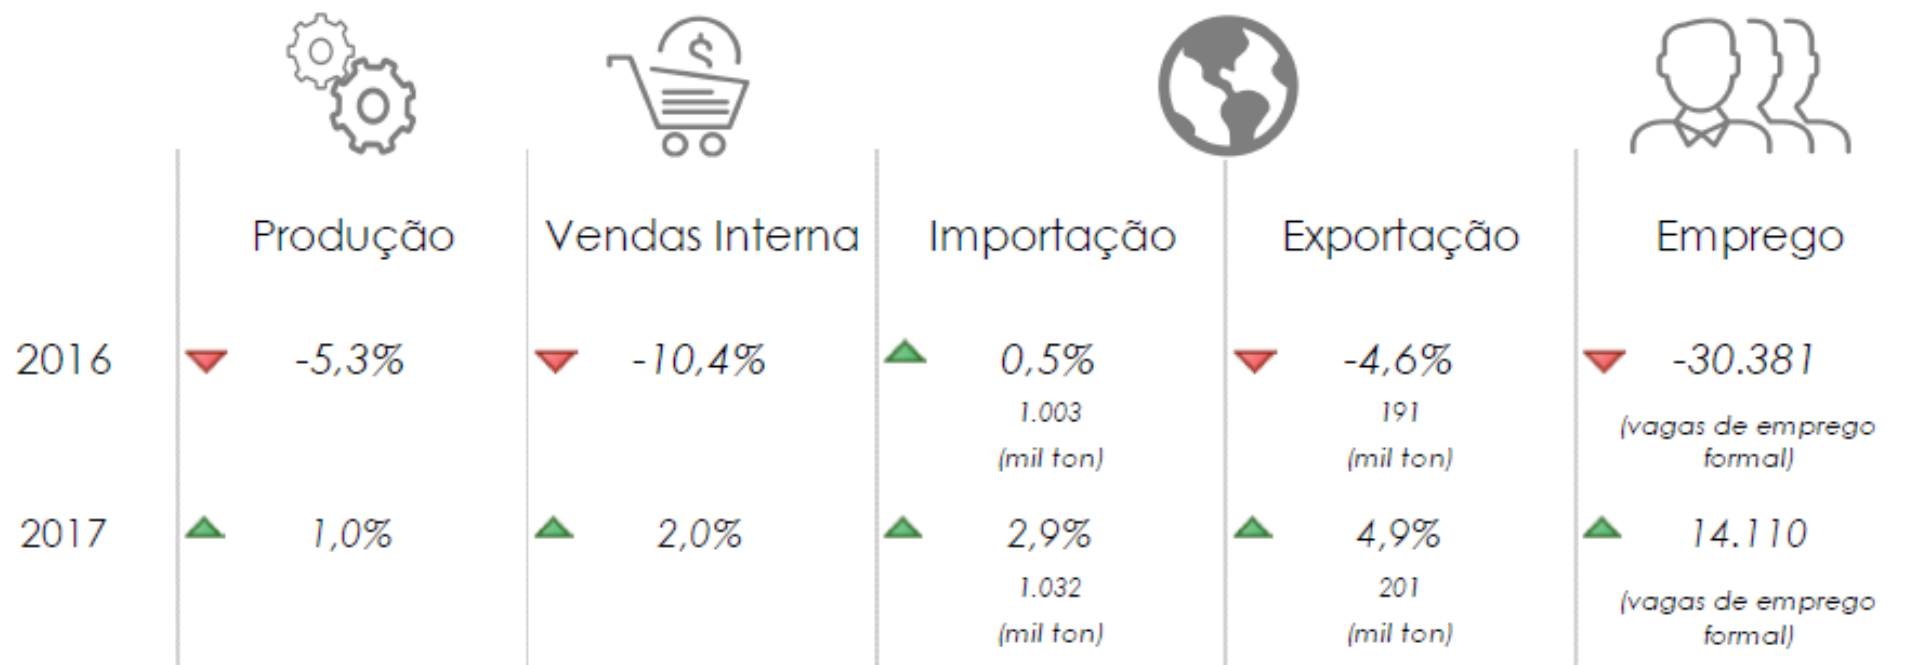 $
Produção
Vendas Interna
Importação
Exportação
Emprego
2016
-5,3%
-10,4%
0,5%
-4,6%
-30.381
1.003
191
(mil ton)
(mil ton)
(vagas de emprego
formal)
2017
1,0%
2,0%
2,9%
4,9%
14.110
1.032
201
(mil ton)
(mil ton)
(vagas de emprego
formal)